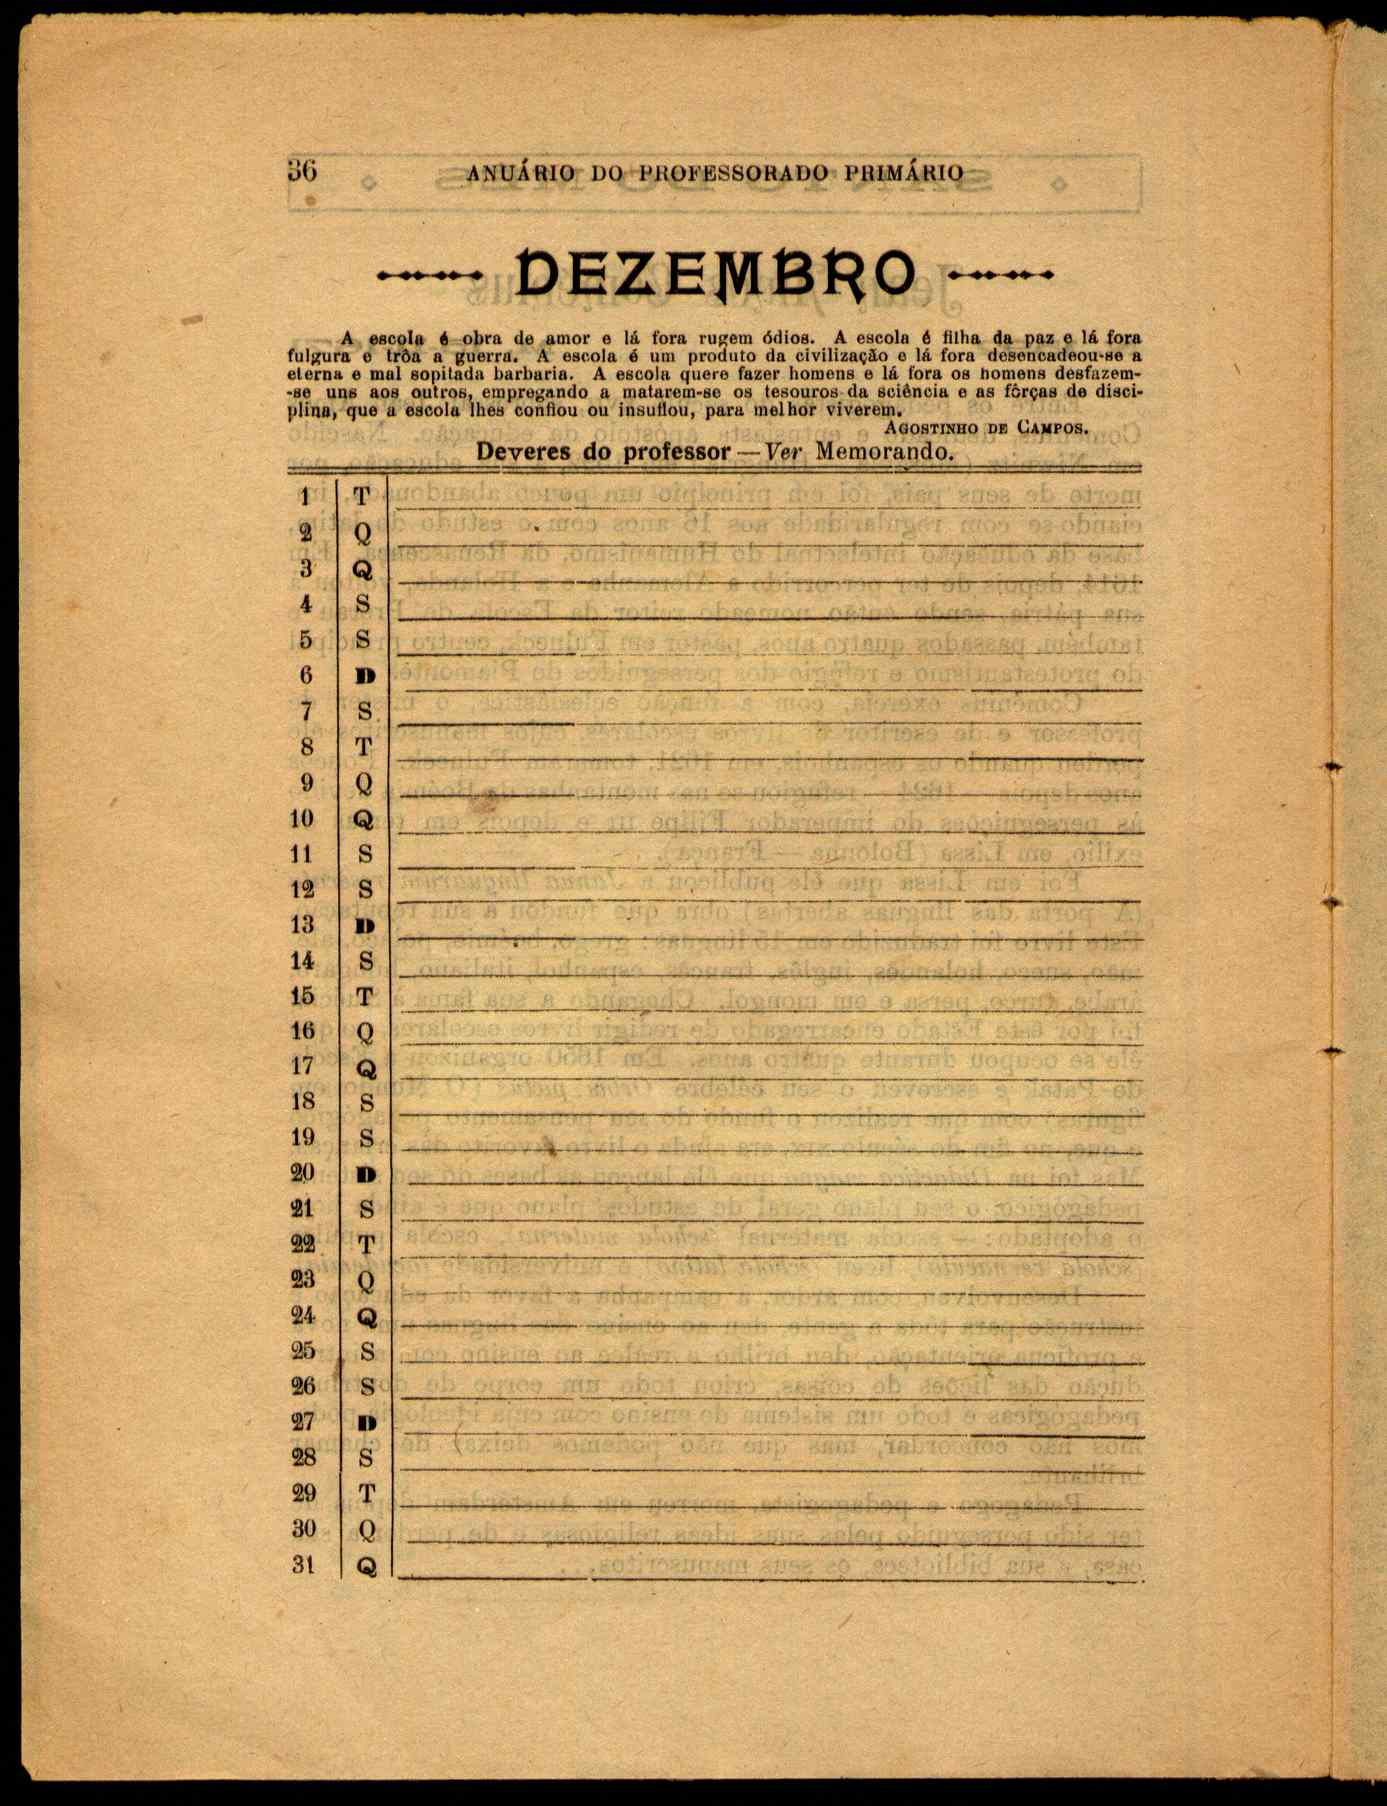 36
ANUÁRIO DO PROFESSORADO PRIMÁRIO
DEZEMBRO
A escola é obra de amor e lá fora rugem ódios. A escola é filha da paz e lá fora
fulgura e trôa a guerra. A escola é um produto da civilização e lá fora desencadeou-se a
eterna e mal sopitada barbaria. A escola quere fazer homens e lá fora os homens desfazem-
-se uns aos outros, empregando a matarem-se os tesouros da sciência e as fôrças de disci-
plina, que a escola lhes confiou ou insuflou, para melhor viverem.
AGOSTINHO DE CAMPOS.
Deveres do professor—Ver Memorando.
1 T
2 Q
3 Q
4 S
5 S
6 D
7 S
8 T
9 Q
10 Q
11 S
12 S
13 D
14 S
15 T
16 Q
17 Q
18 S
19 S
20 D
21 S
22 T
23 Q
24 Q
25 S
26 S
27 D
28 S
29 T
30 Q
31 Q